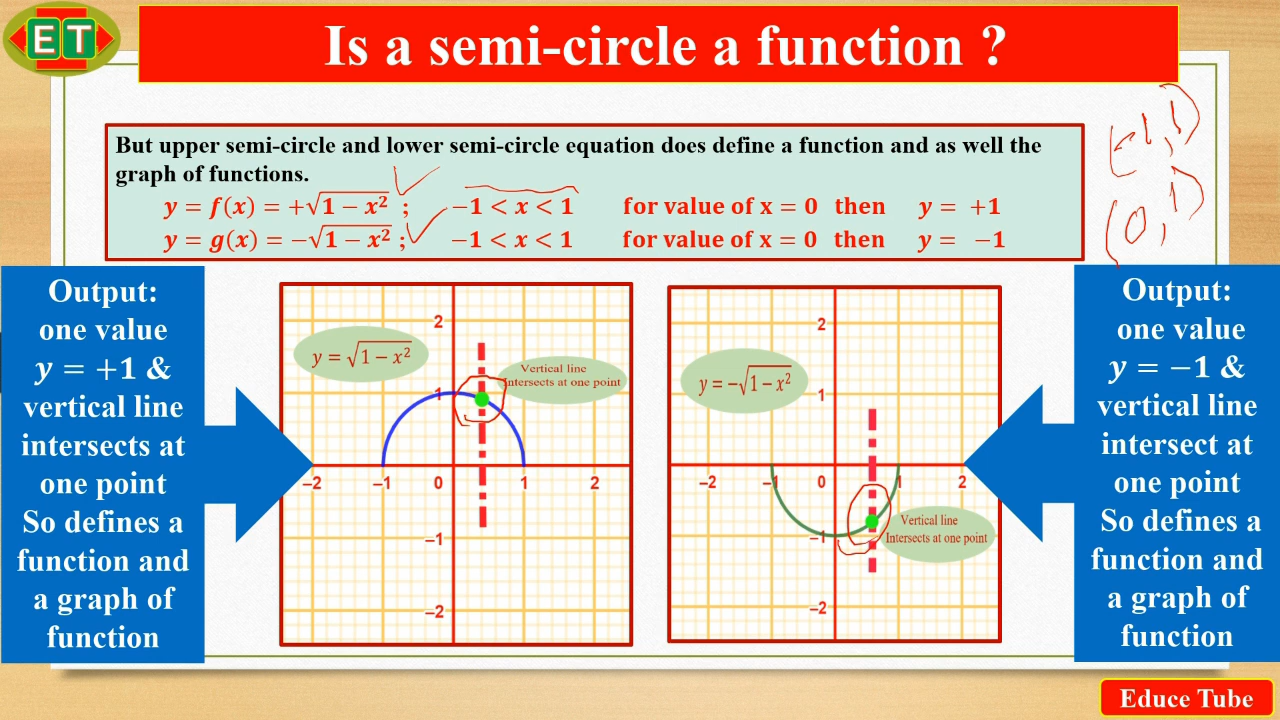 ET
Is a semi-circle a function ?
But upper semi-circle and lower semi-circle equation does define a function and as well the
graph of functions.
y = f(x) = +√1 − x² ; −1 < x < 1 for value of x = 0 then y = +1
y = g(x) = −√1 − x² ; −1 < x < 1 for value of x = 0 then y = −1
[-1,1)
(0,1)
Output:
one value
y = +1 &
vertical line
intersects at
one point
So defines a
function and
a graph of
function
y = √1 − x²
Vertical line
Intersects at one point
2
1
−2 −1 0 1 2
−1
−2
y = −√1 − x²
2
1
−2 −1 0 1 2
−1
Vertical line
Intersects at one point
−2
Output:
one value
y = −1 &
vertical line
intersect at
one point
So defines a
function and
a graph of
function
Educe Tube